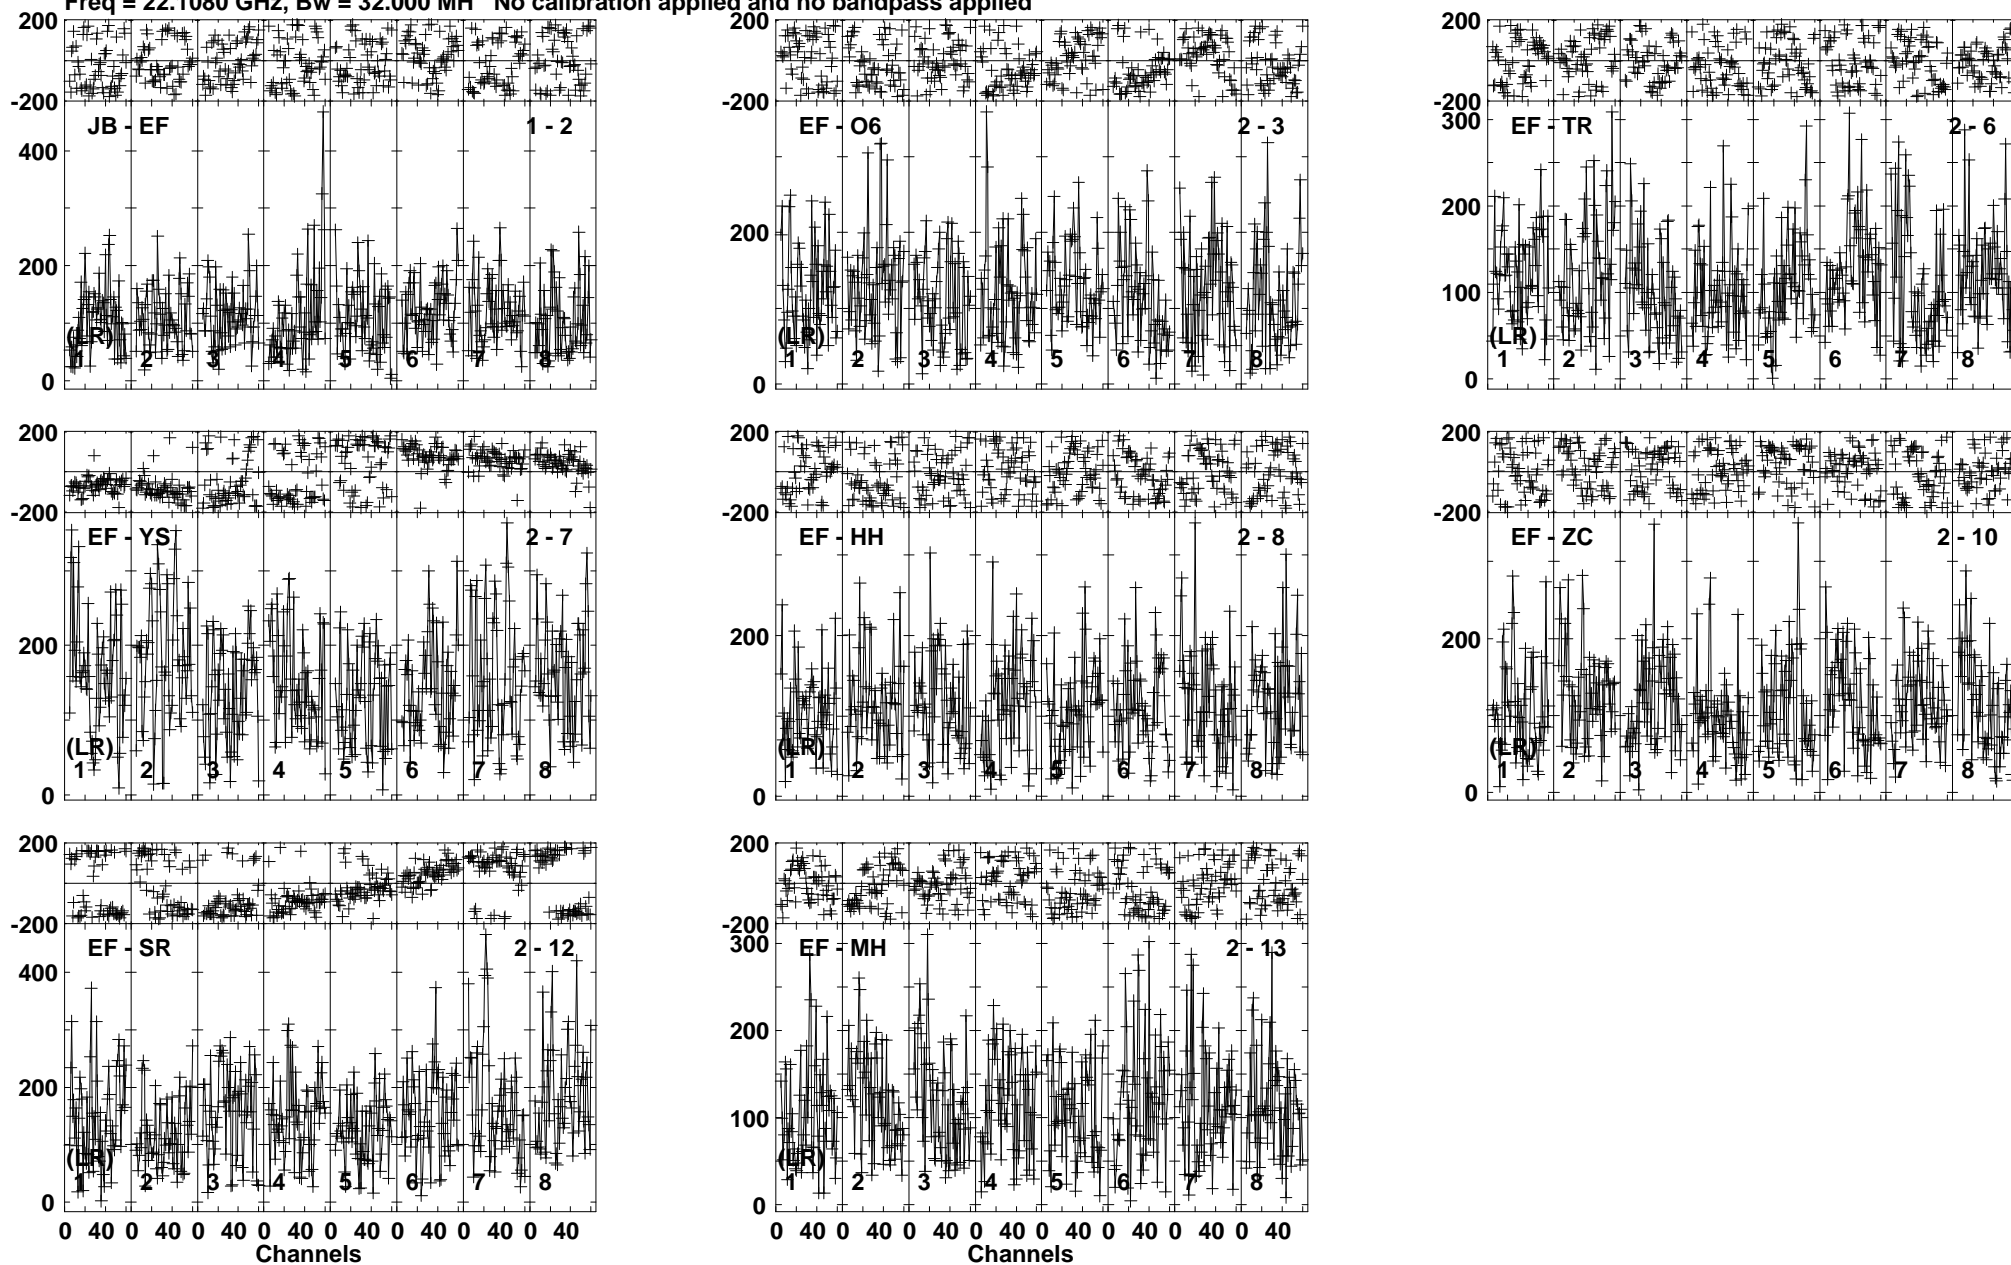 Freq = 22.1080 GHz, Bw = 32.000 MH No calibration applied and no bandpass applied
200 200 200
-200 -200 -200
JB - EF 1 - 2 EF - O6 2 - 3 EF - TR 2 - 6
400 300
200 200 200
100
(LR) (LR) (LR)
1 2 3 4 5 6 7 8 1 2 3 4 5 6 7 8 1 2 3 4 5 6 7 8
0 0 0
200 200 200
-200 -200 -200
EF - YS 2 - 7 EF - HH 2 - 8 EF - ZC 2 - 10
200 200 200
(LR) (LR) (LR)
1 2 3 4 5 6 7 8 1 2 3 4 5 6 7 8 1 2 3 4 5 6 7 8
0 0 0
200 200
-200 -200
EF - SR 2 - 12 EF - MH 2 - 13
400 300
200 200
100
(LR) (LR)
1 2 3 4 5 6 7 8 1 2 3 4 5 6 7 8
0 0
0 40 0 40 0 40 0 40 0 40 0 40 0 40 0 40 0 40 0 40 0 40 0 40 0 40 0 40 0 40 0 40
Channels Channels